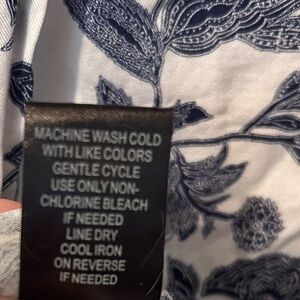 MACHINE WASH COLD
WITH LIKE COLORS
GENTLE CYCLE
USE ONLY NON-
CHLORINE BLEACH
IF NEEDED
LINE DRY
COOL IRON
ON REVERSE
IF NEEDED